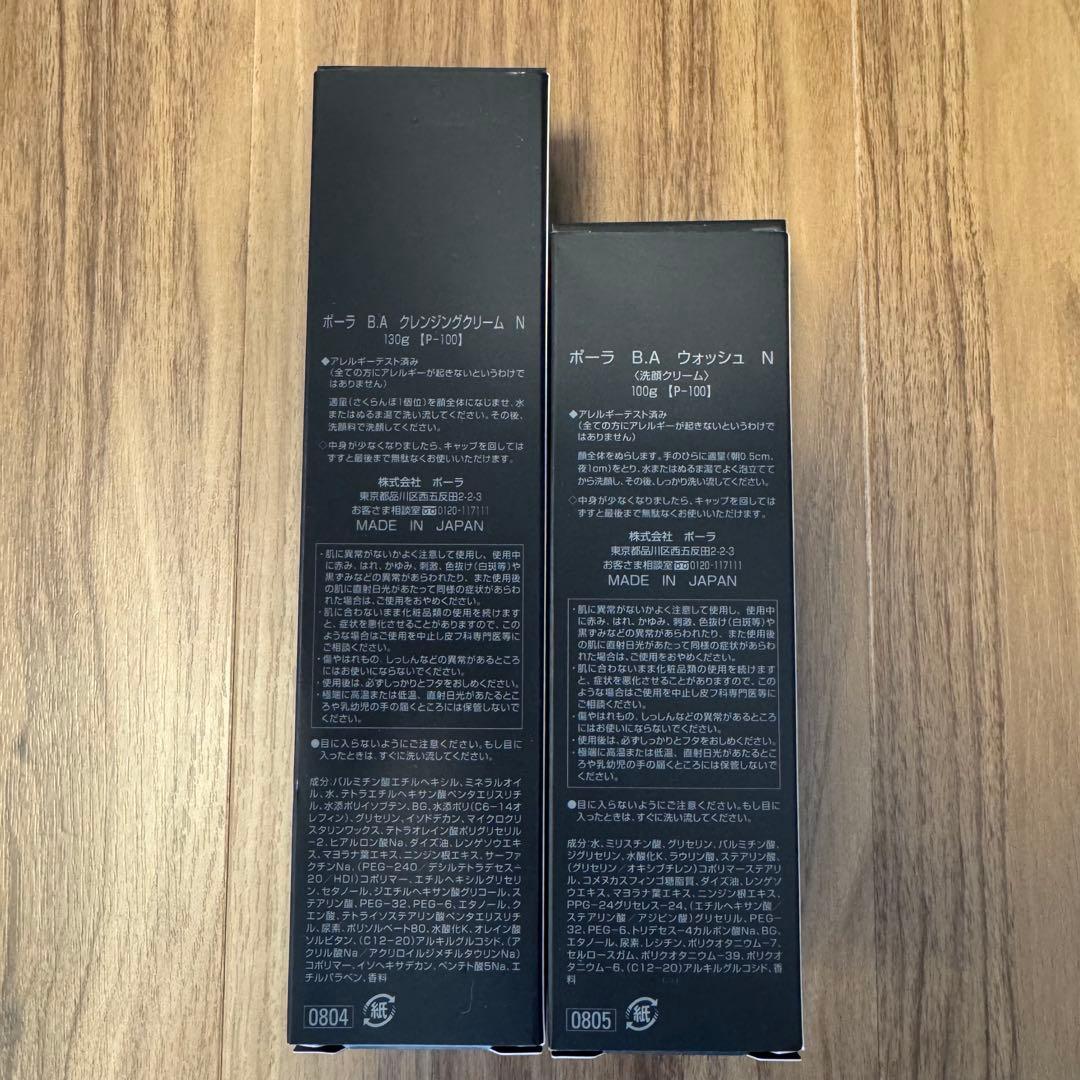 ポーラ B.A クレンジングクリーム N
130g 【P-100】
◆アレルギーテスト済み
(全ての方にアレルギーが起きないというわけで
はありません)
適量(さくらんぼ1個位)を顔全体になじませ、水
またはぬるま湯で洗い流してください。その後、
洗顔料で洗顔してください。
◇中身が少なくなりましたら、キャップを回しては
ずすと最後まで無駄なくお使いいただけます。
株式会社 ポーラ
東京都品川区西五反田2-2-3
お客さま相談室 0120-117111
MADE IN JAPAN
・肌に異常がないかよく注意して使用し、使用中
に赤み、はれ、かゆみ、刺激、色抜け(白斑等)や
黒ずみなどの異常があらわれたり、また使用後
の肌に直射日光があたって同様の症状があらわ
れた場合は、ご使用をおやめください。
・肌に合わないまま化粧品類の使用を続けます
と、症状を悪化させることがありますので、この
ような場合はご使用を中止し皮フ科専門医等に
ご相談ください。
・傷やはれもの、しっしんなどの異常があるところ
にはお使いにならないでください。
・使用後は、必ずしっかりとフタをおしめください。
・極端に高温または低温、直射日光があたるとこ
ろや乳幼児の手の届くところには保管しないで
ください。
●目に入らないようにご注意ください。もし目に
入ったときは、すぐに洗い流してください。
成分:パルミチン酸エチルヘキシル、ミネラルオイ
ル、水、テトラエチルヘキサン酸ペンタエリスリチ
ル、水添ポリイソブテン、BG、水添ポリ(C6-14オ
レフィン)、グリセリン、イソドデカン、マイクロクリ
スタリンワックス、テトラオレイン酸ポリグリセリル
-2、ヒアルロン酸Na、ダイズ油、レンゲソウエキ
ス、マヨラナ葉エキス、ニンジン根エキス、サーファ
クチンNa、(PEG-240/デシルテトラデセス-
20/HDI)コポリマー、エチルヘキシルグリセリ
ン、セタノール、ジエチルヘキサン酸グリコール、ス
テアリン酸、PEG-32、PEG-6、エタノール、ク
エン酸、テトライソステアリン酸ペンタエリスリチ
ル、尿素、ポリソルベート80、水酸化K、オレイン酸
ソルビタン、(C12-20)アルキルグルコシド、(ア
クリル酸Na/アクリロイルジメチルタウリンNa)
コポリマー、イソヘキサデカン、ペンテト酸5Na、エ
チルパラベン、香料
0804
紙
ポーラ B.A ウォッシュ N
〈洗顔クリーム〉
100g 【P-100】
◆アレルギーテスト済み
(全ての方にアレルギーが起きないというわけで
はありません)
顔全体をぬらします。手のひらに適量(朝0.5cm、
夜1cm)をとり、水またはぬるま湯でよく泡立てて
から洗顔し、その後、しっかり洗い流してください。
◇中身が少なくなりましたら、キャップを回しては
ずすと最後まで無駄なくお使いいただけます。
株式会社 ポーラ
東京都品川区西五反田2-2-3
お客さま相談室 0120-117111
MADE IN JAPAN
・肌に異常がないかよく注意して使用し、使用中
に赤み、はれ、かゆみ、刺激、色抜け(白斑等)や
黒ずみなどの異常があらわれたり、また使用後
の肌に直射日光があたって同様の症状があらわ
れた場合は、ご使用をおやめください。
・肌に合わないまま化粧品類の使用を続けます
と、症状を悪化させることがありますので、この
ような場合はご使用を中止し皮フ科専門医等に
ご相談ください。
・傷やはれもの、しっしんなどの異常があるところ
にはお使いにならないでください。
・使用後は、必ずしっかりとフタをおしめください。
・極端に高温または低温、直射日光があたるとこ
ろや乳幼児の手の届くところには保管しないで
ください。
●目に入らないようにご注意ください。もし目に
入ったときは、すぐに洗い流してください。
成分:水、ミリスチン酸、グリセリン、パルミチン酸、
ジグリセリン、水酸化K、ラウリン酸、ステアリン酸、
(グリセリン/オキシブチレン)コポリマーステアリ
ル、コメヌカスフィンゴ糖脂質、ダイズ油、レンゲソ
ウエキス、マヨラナ葉エキス、ニンジン根エキス、
PPG-24グリセレス-24、(エチルヘキサン酸/
ステアリン酸/アジピン酸)グリセリル、PEG-
32、PEG-6、トリデセス-4カルボン酸Na、BG、
エタノール、尿素、レシチン、ポリクオタニウム-7、
セルロースガム、ポリクオタニウム-39、ポリクオ
タニウム-6、(C12-20)アルキルグルコシド、香
料
0805
紙